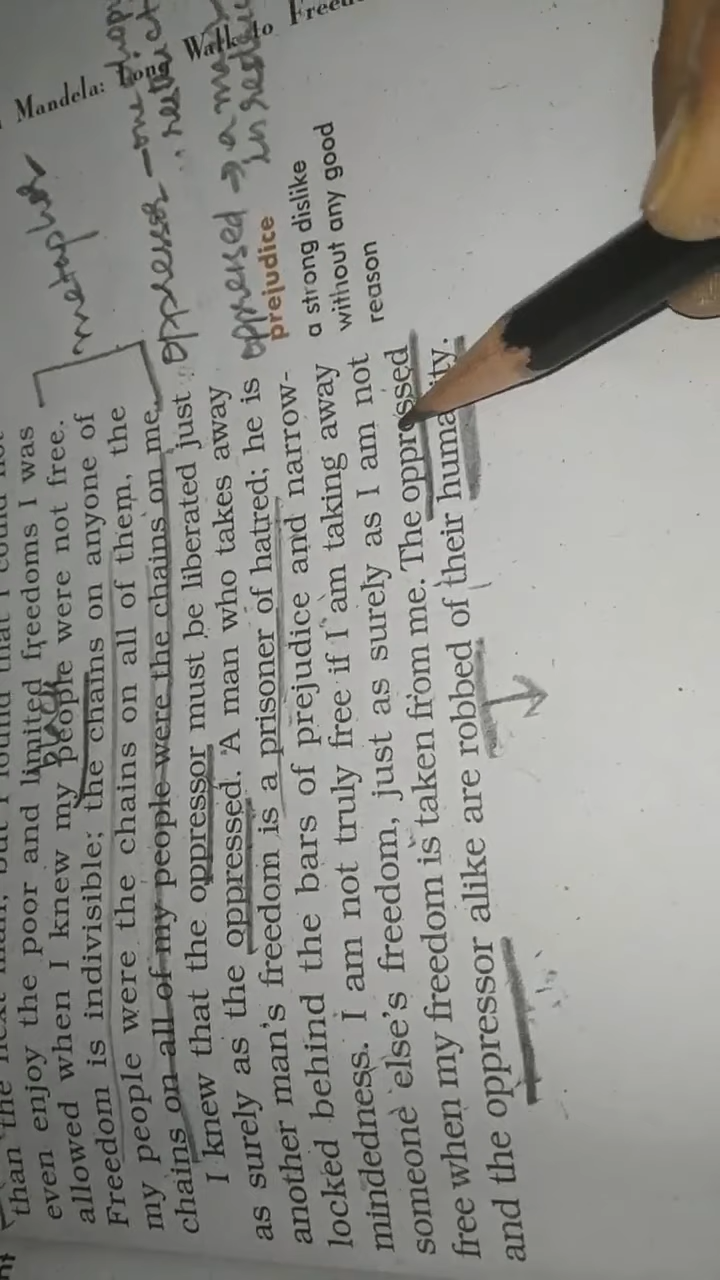 Mandela: Long Walk to Freed
metaphor
oppressor – one
oppressed → a man
prejudice
a strong dislike
without any good
reason
than the next man, but I found that I could not
even enjoy the poor and limited freedoms I was
black
allowed when I knew my people were not free.
Freedom is indivisible; the chains on anyone of
my people were the chains on all of them, the
chains on all of my people were the chains on me.
I knew that the oppressor must be liberated just
as surely as the oppressed. A man who takes away
another man's freedom is a prisoner of hatred; he is
locked behind the bars of prejudice and narrow-
mindedness. I am not truly free if I am taking away
someone else's freedom, just as surely as I am not
free when my freedom is taken from me. The oppressed
and the oppressor alike are robbed of their humanity.